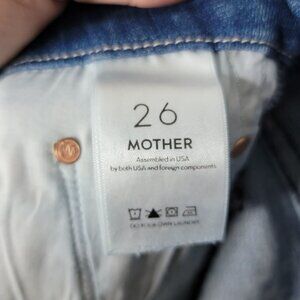 26
MOTHER
Assembled in USA
by both USA and foreign components